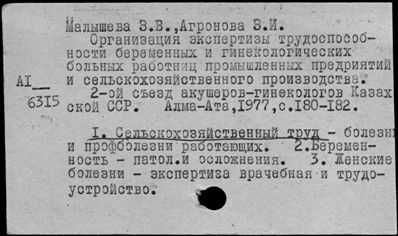 Малышева З.В.,Агронова З.И.
Организация экспертизы трудоспособ-
ности беременных и гинекологических
больных работниц промышленных предприятий
АI
и сельскохозяйственного производства.
6315
2-ой съезд акушеров-гинекологов Казах
ской ССР. Алма-Ата,1977,с.180-182.
I. Сельскохозяйственный труд - болезн
и профболезни работающих. 2.Беремен-
ность - патол.и осложнения. 3. Женские
болезни - экспертиза врачебная и трудо-
устройство.